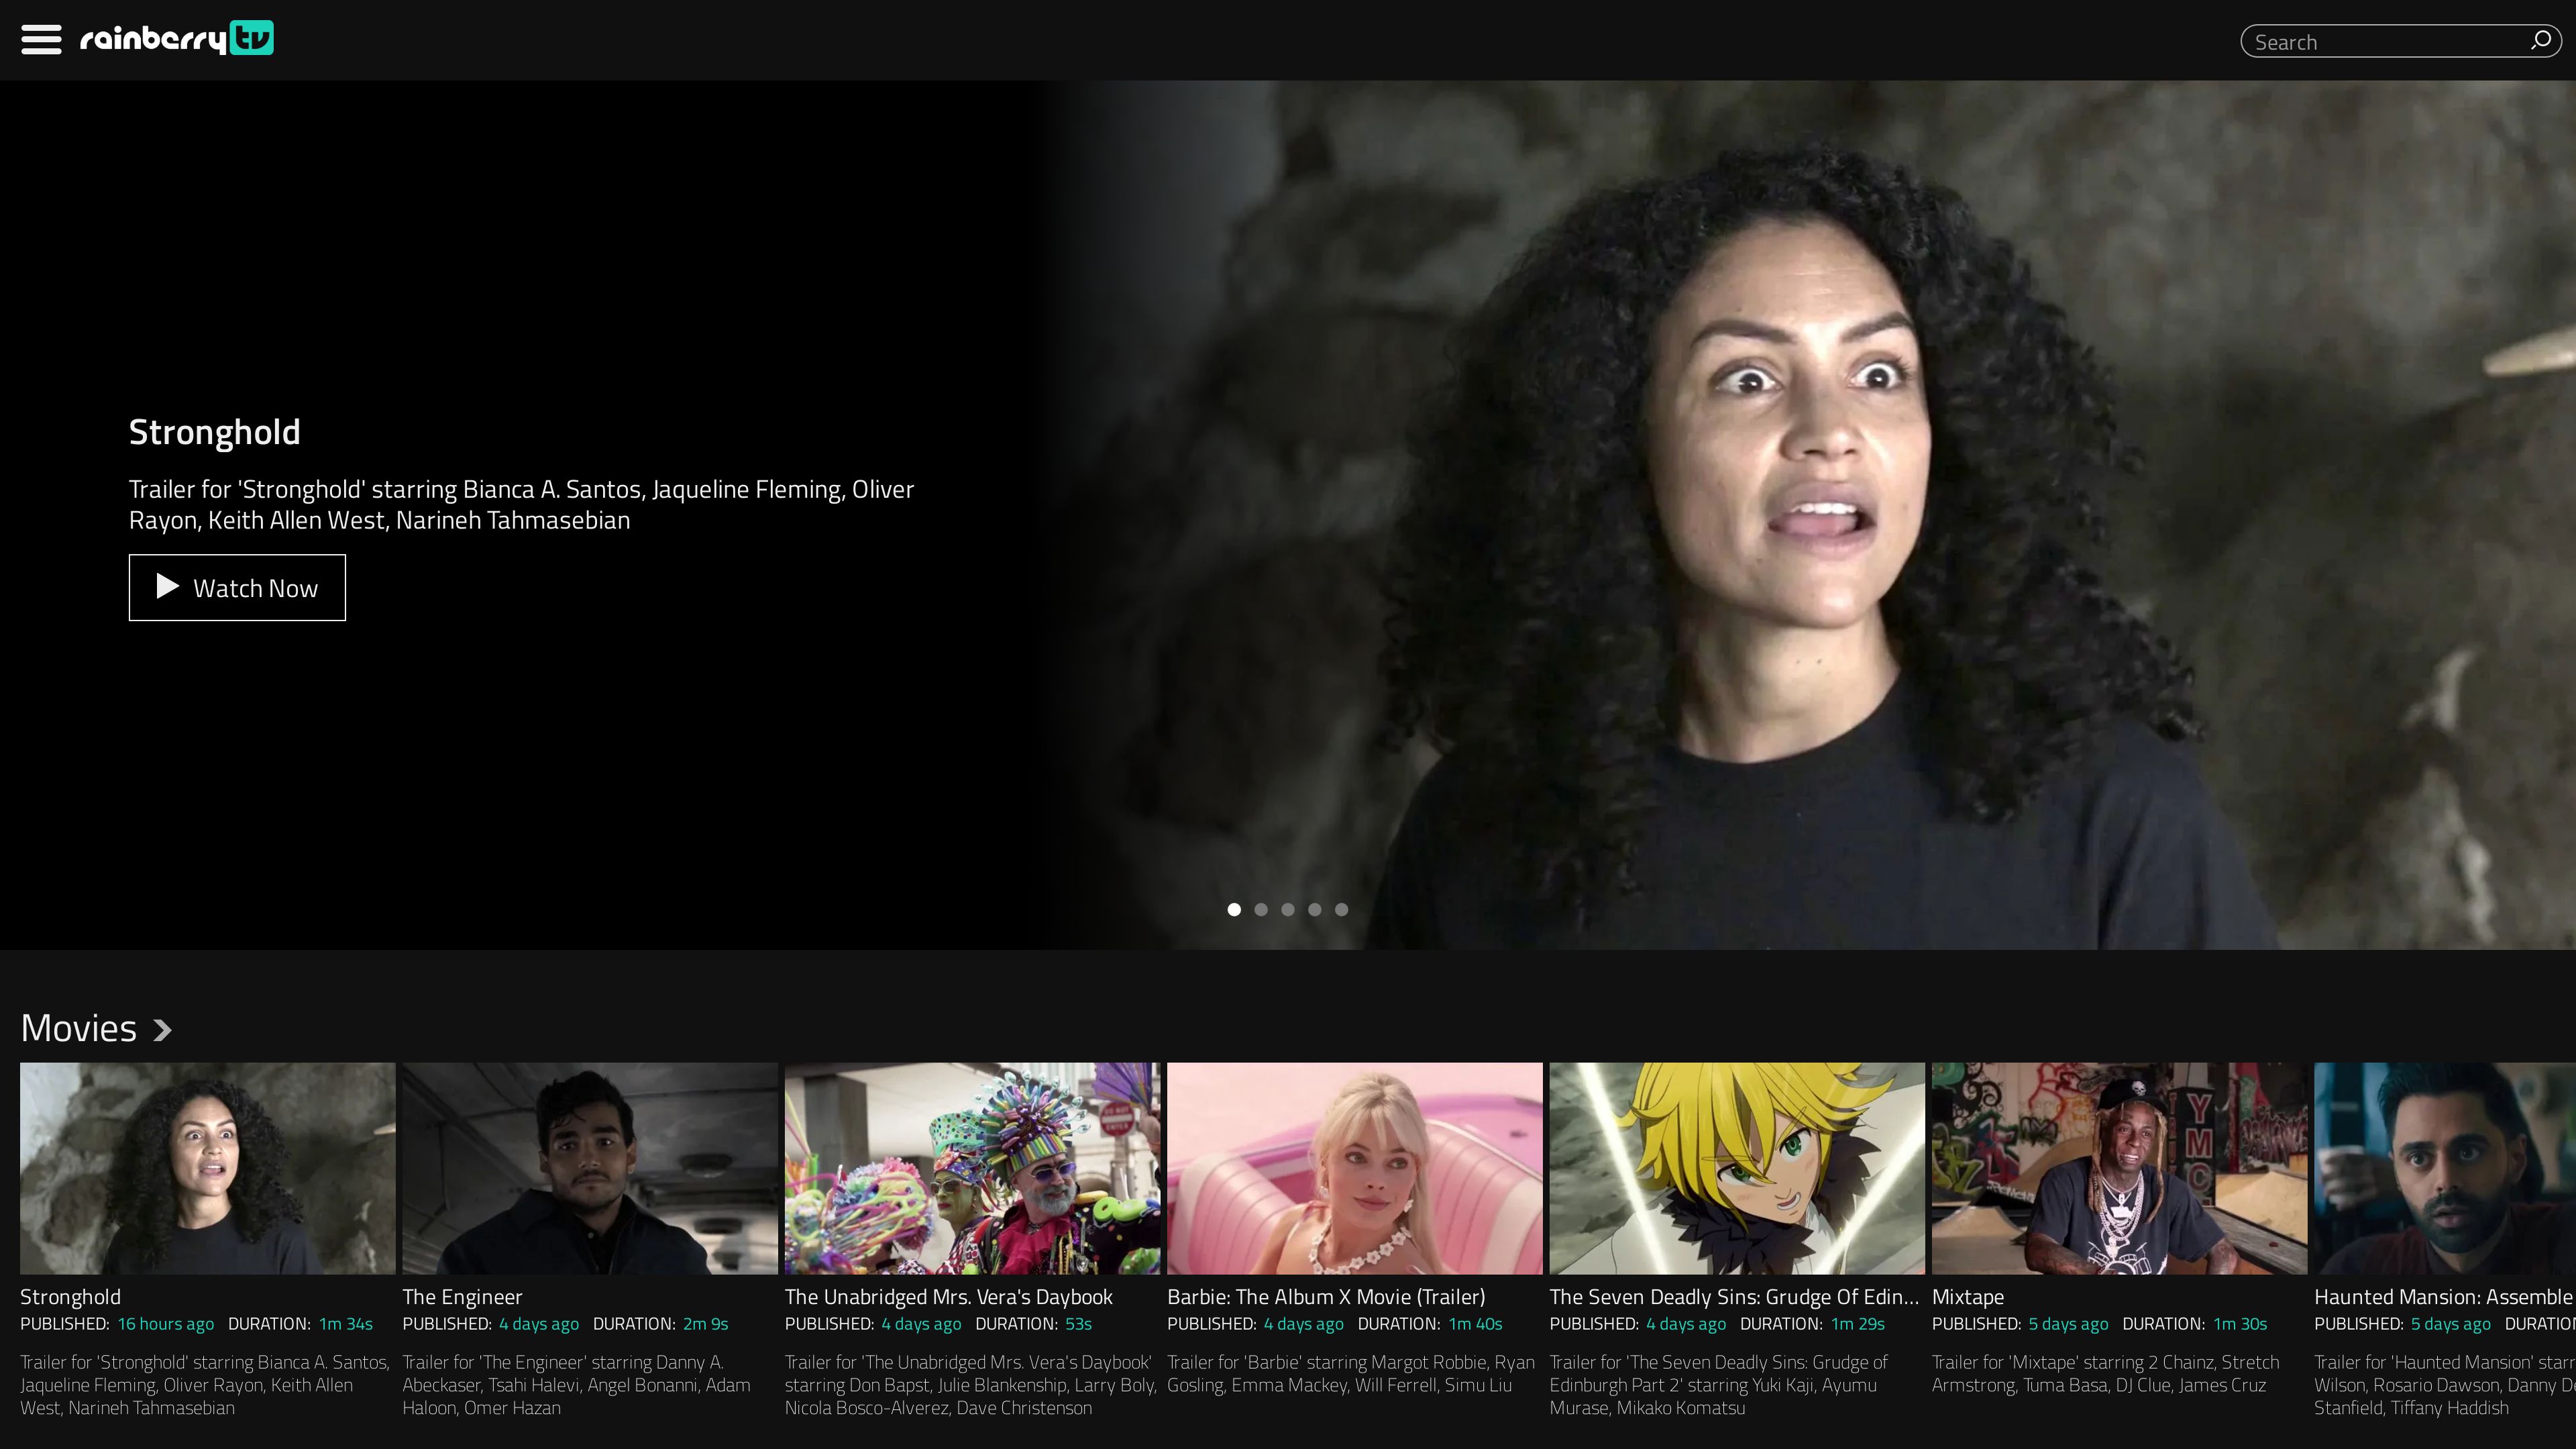 rainberry tv
Search
Stronghold
Trailer for 'Stronghold' starring Bianca A. Santos, Jaqueline Fleming, Oliver
Rayon, Keith Allen West, Narineh Tahmasebian
Watch Now
Movies
Stronghold
PUBLISHED: 16 hours ago DURATION: 1m 34s
Trailer for 'Stronghold' starring Bianca A. Santos,
Jaqueline Fleming, Oliver Rayon, Keith Allen
West, Narineh Tahmasebian
The Engineer
PUBLISHED: 4 days ago DURATION: 2m 9s
Trailer for 'The Engineer' starring Danny A.
Abeckaser, Tsahi Halevi, Angel Bonanni, Adam
Haloon, Omer Hazan
The Unabridged Mrs. Vera's Daybook
PUBLISHED: 4 days ago DURATION: 53s
Trailer for 'The Unabridged Mrs. Vera's Daybook'
starring Don Bapst, Julie Blankenship, Larry Boly,
Nicola Bosco-Alverez, Dave Christenson
Barbie: The Album X Movie (Trailer)
PUBLISHED: 4 days ago DURATION: 1m 40s
Trailer for 'Barbie' starring Margot Robbie, Ryan
Gosling, Emma Mackey, Will Ferrell, Simu Liu
The Seven Deadly Sins: Grudge Of Edin...
PUBLISHED: 4 days ago DURATION: 1m 29s
Trailer for 'The Seven Deadly Sins: Grudge of
Edinburgh Part 2' starring Yuki Kaji, Ayumu
Murase, Mikako Komatsu
YMC
Mixtape
PUBLISHED: 5 days ago DURATION: 1m 30s
Trailer for 'Mixtape' starring 2 Chainz, Stretch
Armstrong, Tuma Basa, DJ Clue, James Cruz
Haunted Mansion: Assemble
PUBLISHED: 5 days ago
Trailer for 'Haunted Mansion'
Wilson, Rosario Dawson, Danny
Stanfield, Tiffany Haddish